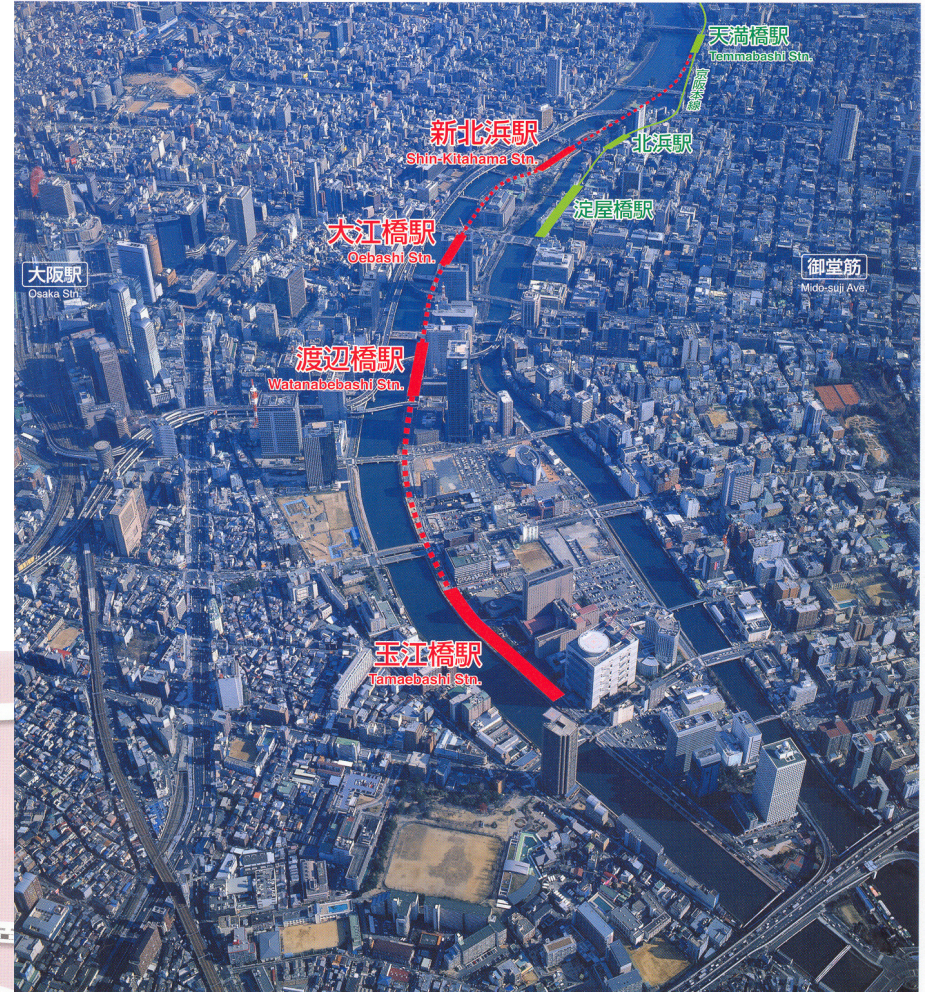 天満橋駅
Temmabashi Stn.
京阪本線
新北浜駅
Shin-Kitahama Stn.
北浜駅
淀屋橋駅
大江橋駅
Oebashi Stn.
大阪駅
Osaka Stn.
御堂筋
Mido-suji Ave.
渡辺橋駅
Watanabebashi Stn.
玉江橋駅
Tamaebashi Stn.